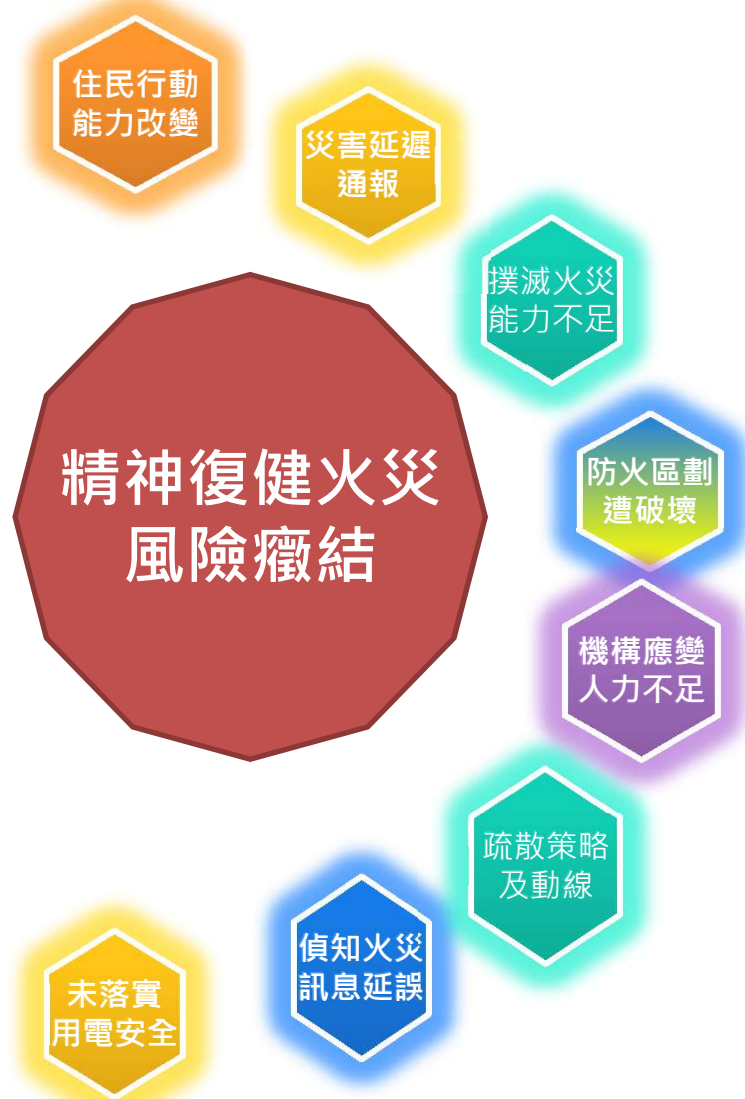 住民行動
能力改變
災害延遲
通報
撲滅火災
能力不足
精神復健火災
風險癥結
防火區劃
遭破壞
機構應變
人力不足
疏散策略
及動線
偵知火災
訊息延誤
未落實
用電安全